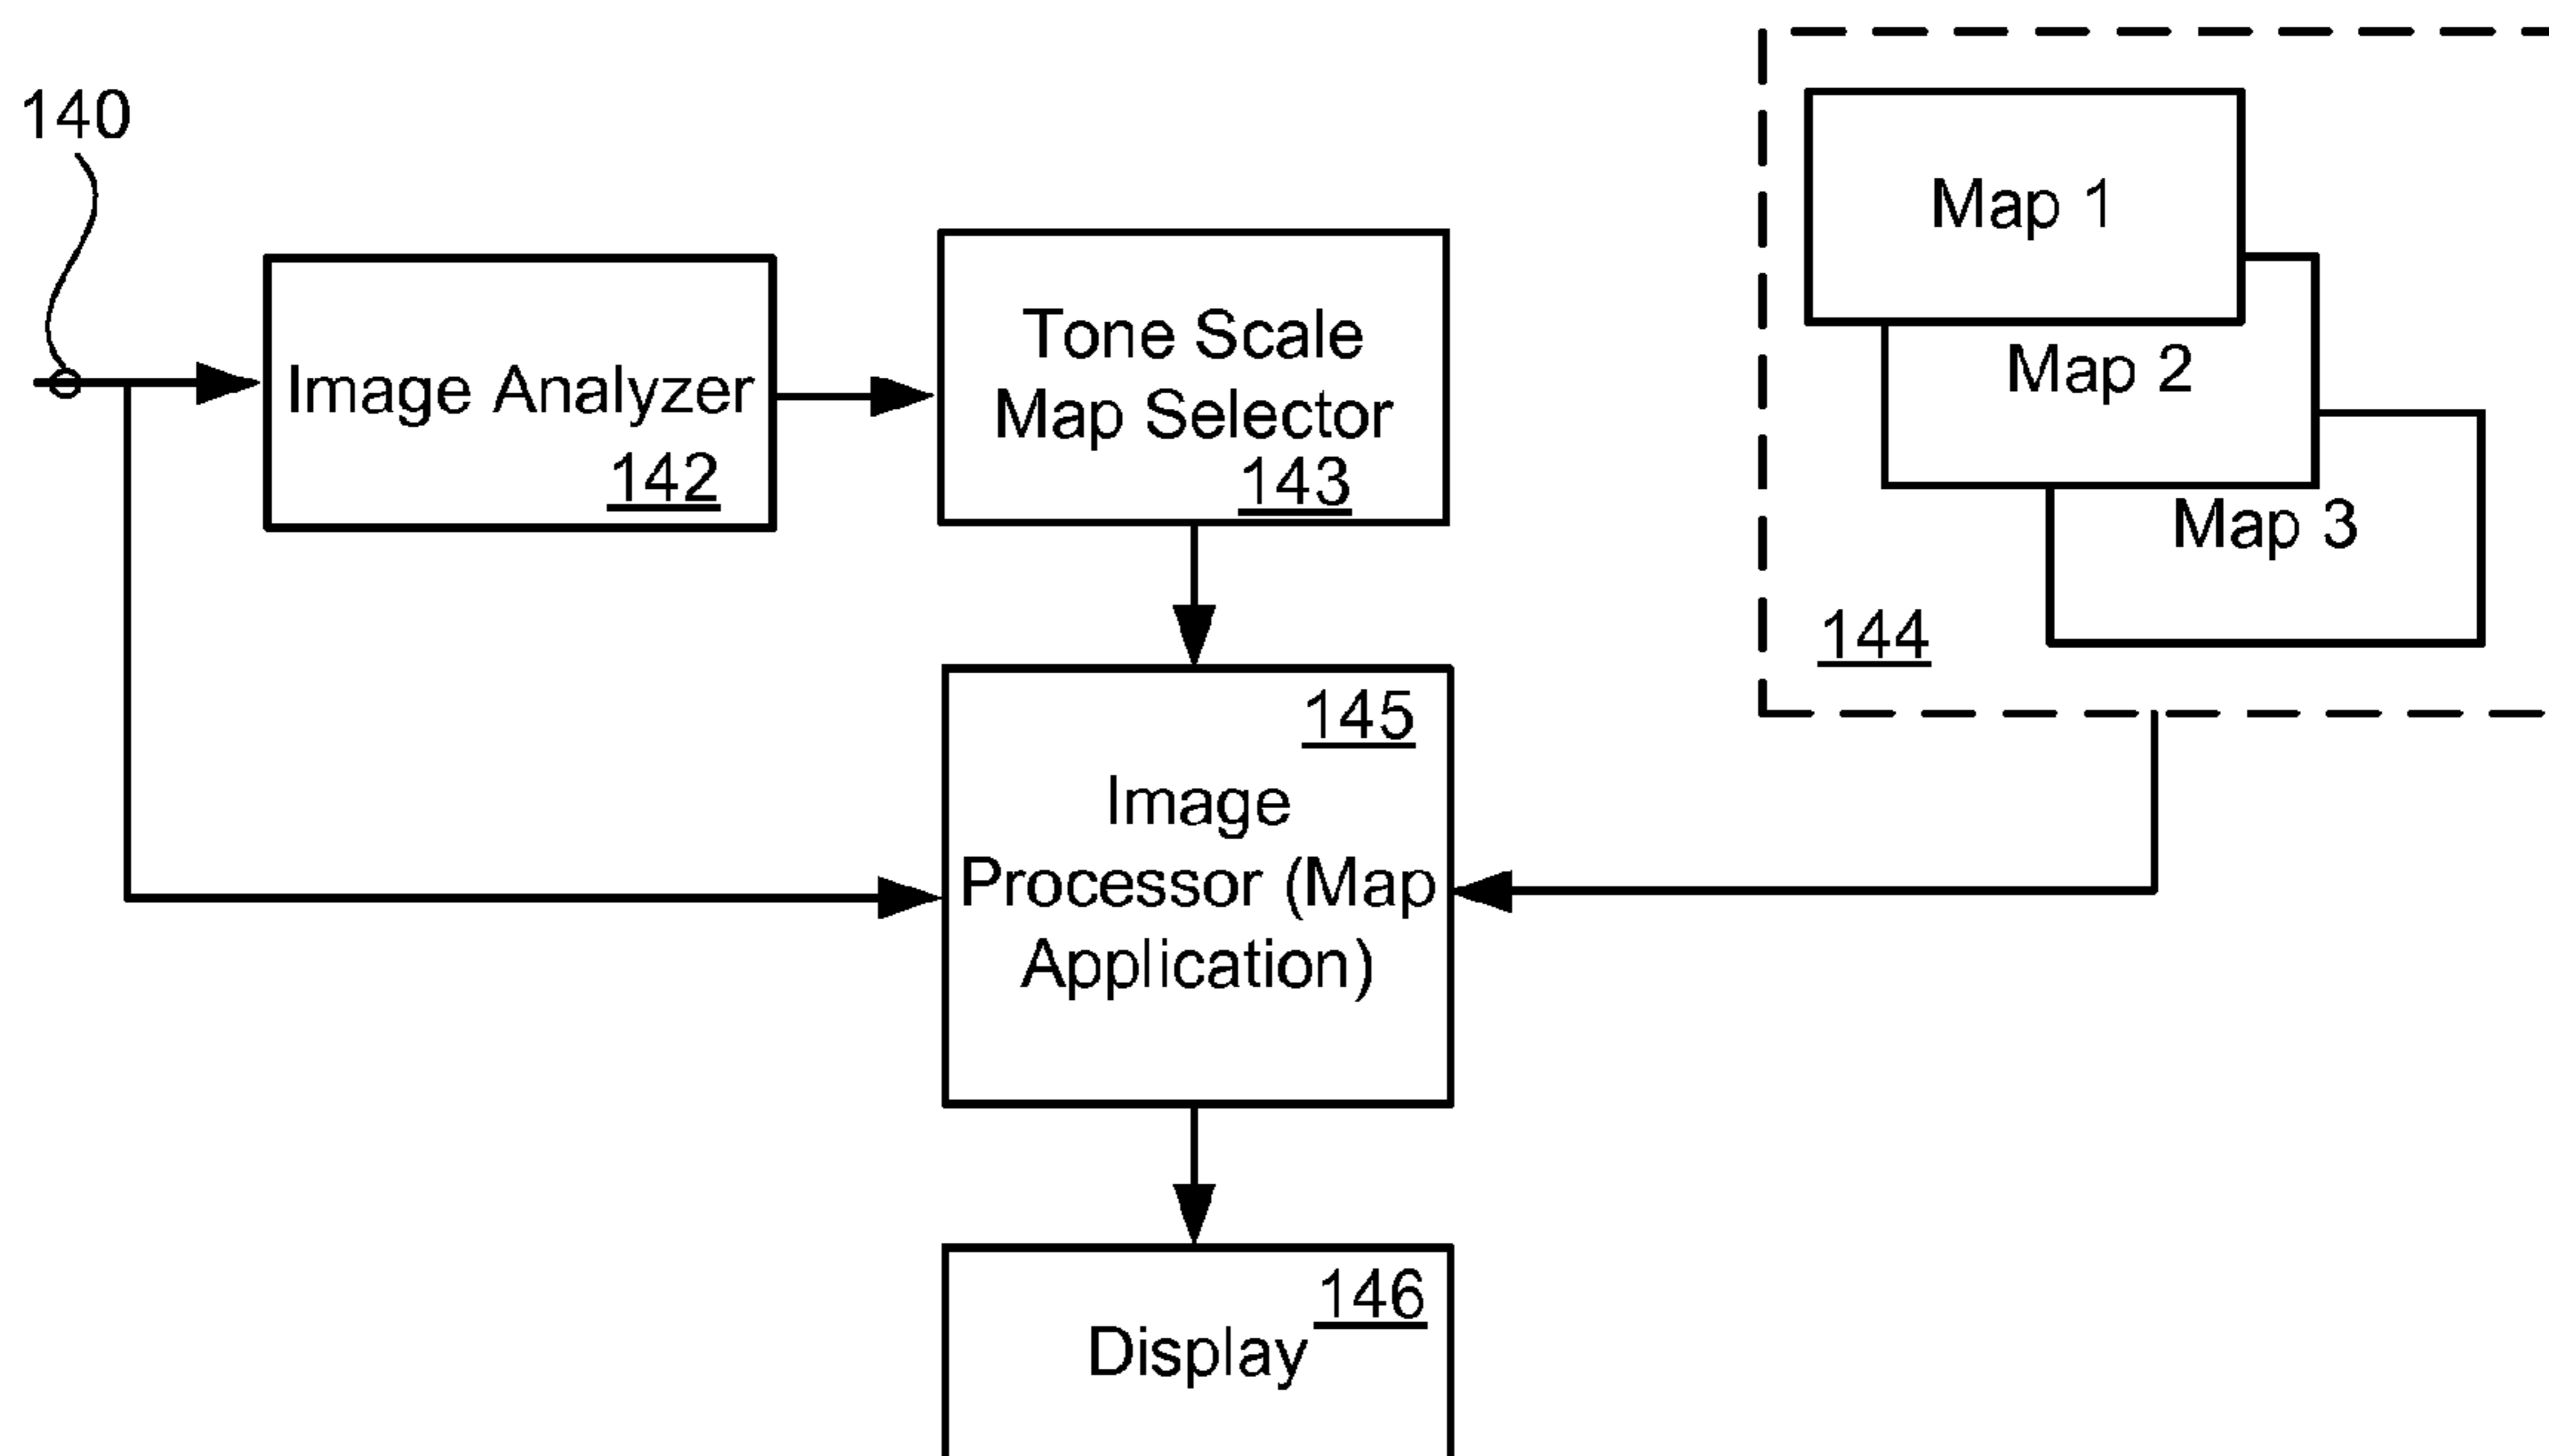 140
Image Analyzer
142
Tone Scale
Map Selector
143
Map 1
Map 2
Map 3
144
145
Image
Processor (Map
Application)
146
Display